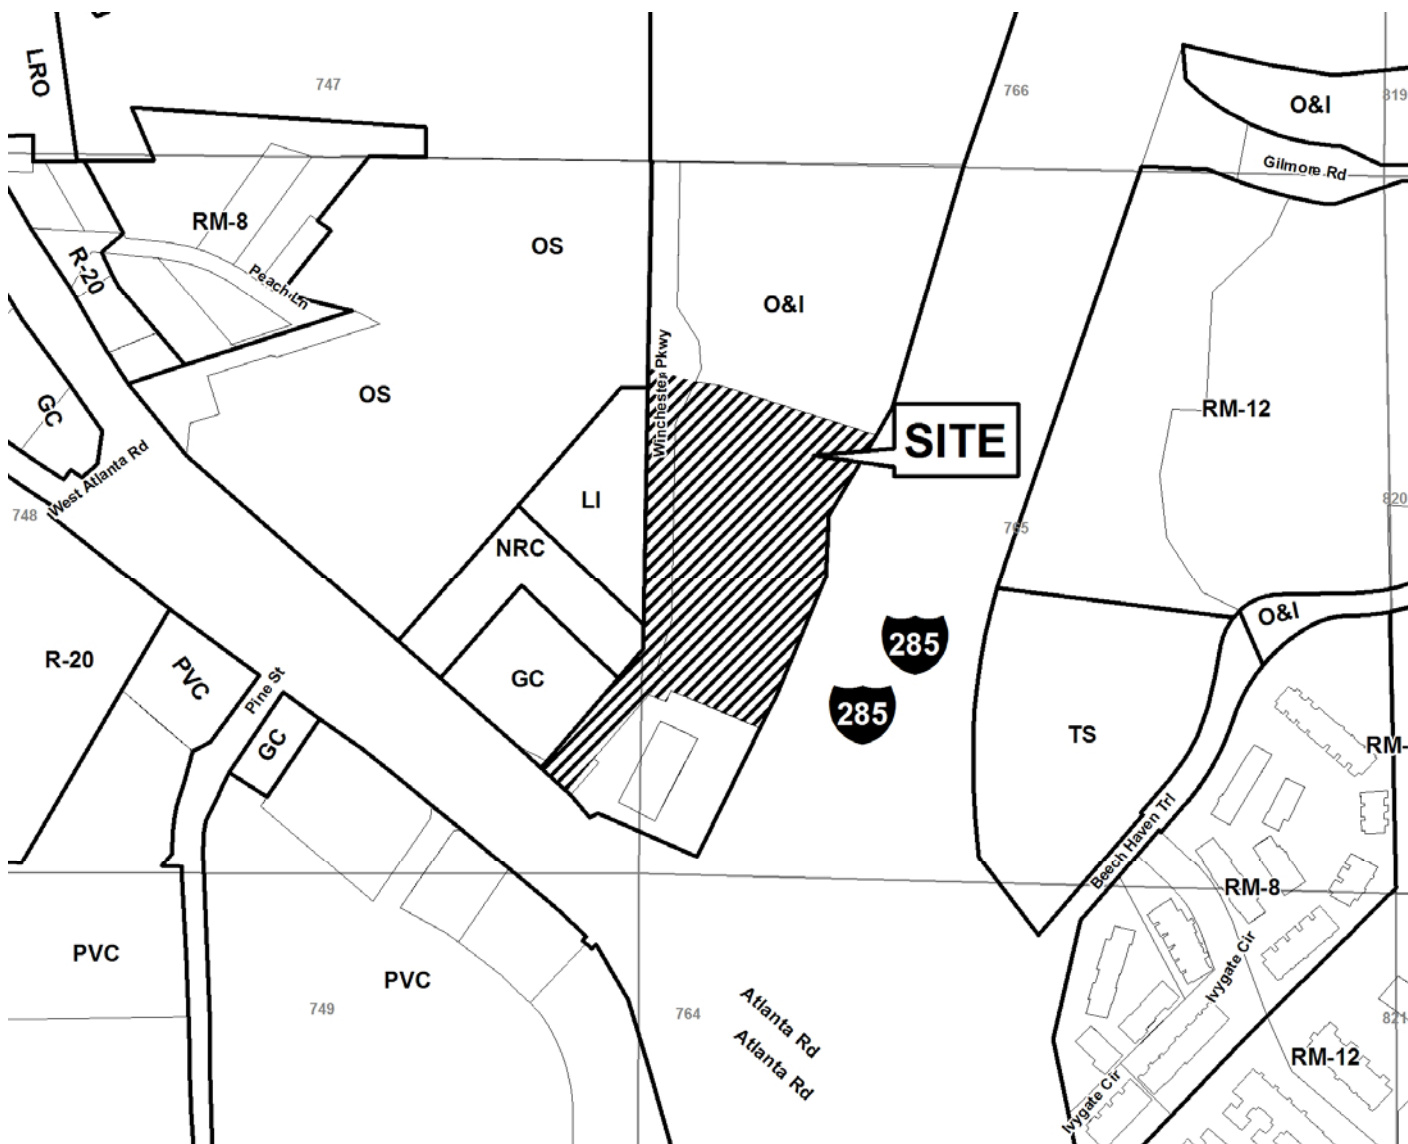 LRO
747
766
O&I
819
Gilmore Rd
RM-8
OS
R-20
Peach Ln
O&I
Winchester Pkwy
OS
GC
RM-12
SITE
West Atlanta Rd
LI
748
820
765
NRC
O&I
285
R-20
PVC
Pine St
GC
285
TS
GC
RM-
Beech Haven Trl
RM-8
PVC
PVC
Ivygate Cir
749
764
Atlanta Rd
Atlanta Rd
821
RM-12
Ivygate Cir